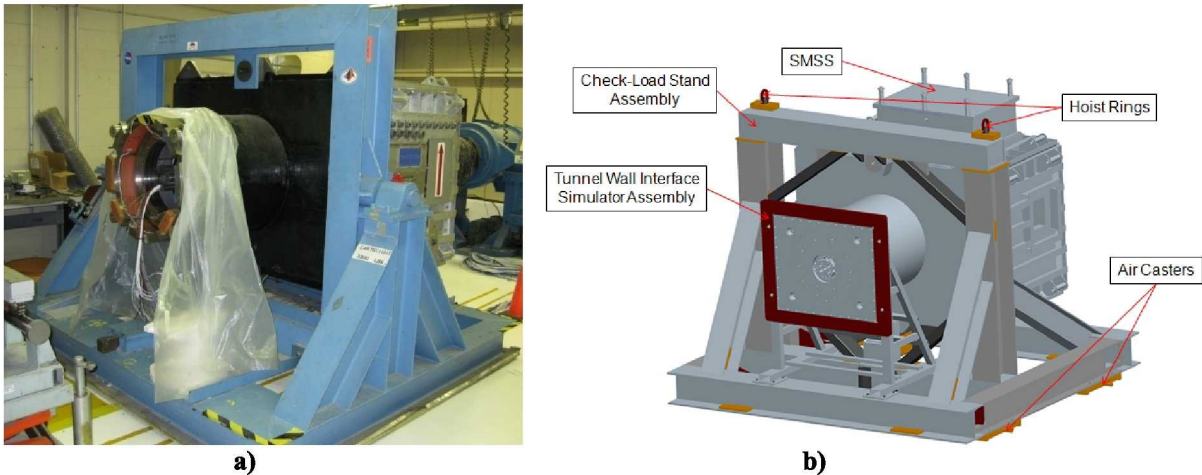 SMSS
Check-Load Stand
Assembly
Hoist Rings
Tunnel Wall Interface
Simulator Assembly
Air Casters
a)
b)